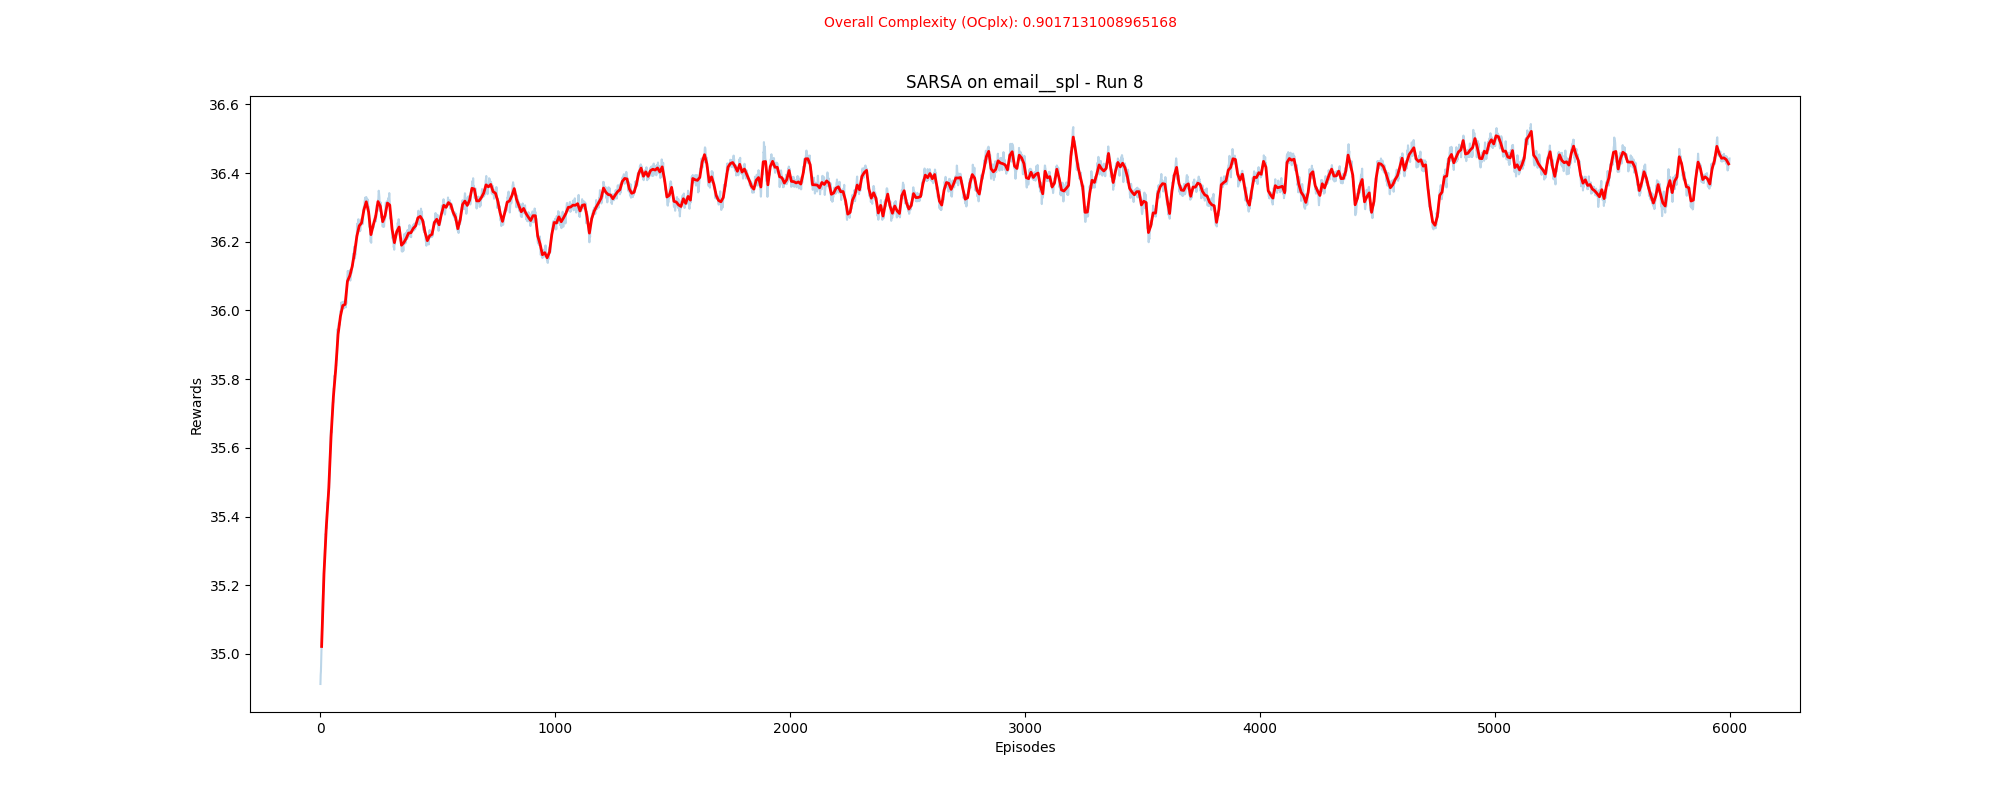 Overall Complexity (OCplx): 0.9017131008965168
SARSA on email__spl - Run 8
36.6
36.4
36.2
36.0
35.8
35.6
35.4
35.2
35.0
Rewards
0 1000 2000 3000 4000 5000 6000
Episodes